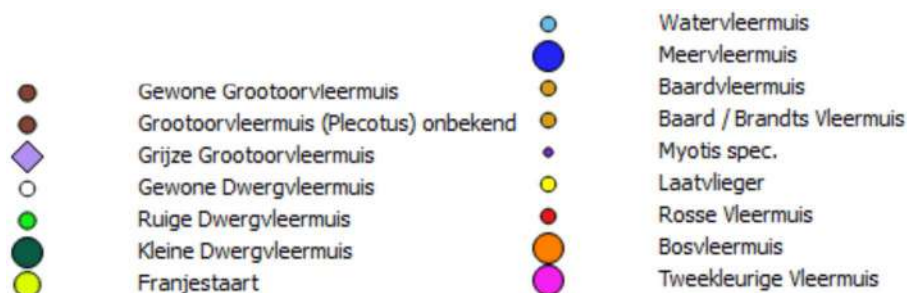 Gewone Grootoorvleermuis
Grootoorvleermuis (Plecotus) onbekend
Grijze Grootoorvleermuis
Gewone Dwergvleermuis
Ruige Dwergvleermuis
Kleine Dwergvleermuis
Franjestaart
Watervleermuis
Meervleermuis
Baardvleermuis
Baard / Brandts Vleermuis
Myotis spec.
Laatvlieger
Rosse Vleermuis
Bosvleermuis
Tweekleurige Vleermuis